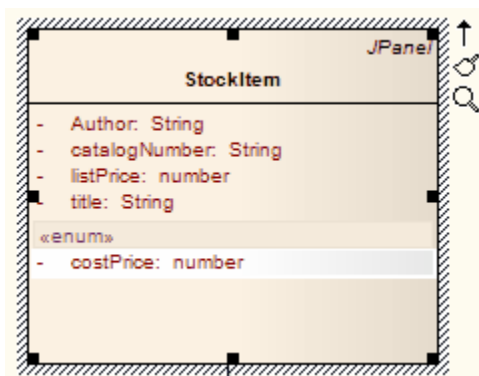 JPanel
StockItem
- Author: String
- catalogNumber: String
- listPrice: number
- title: String
«enum»
- costPrice: number